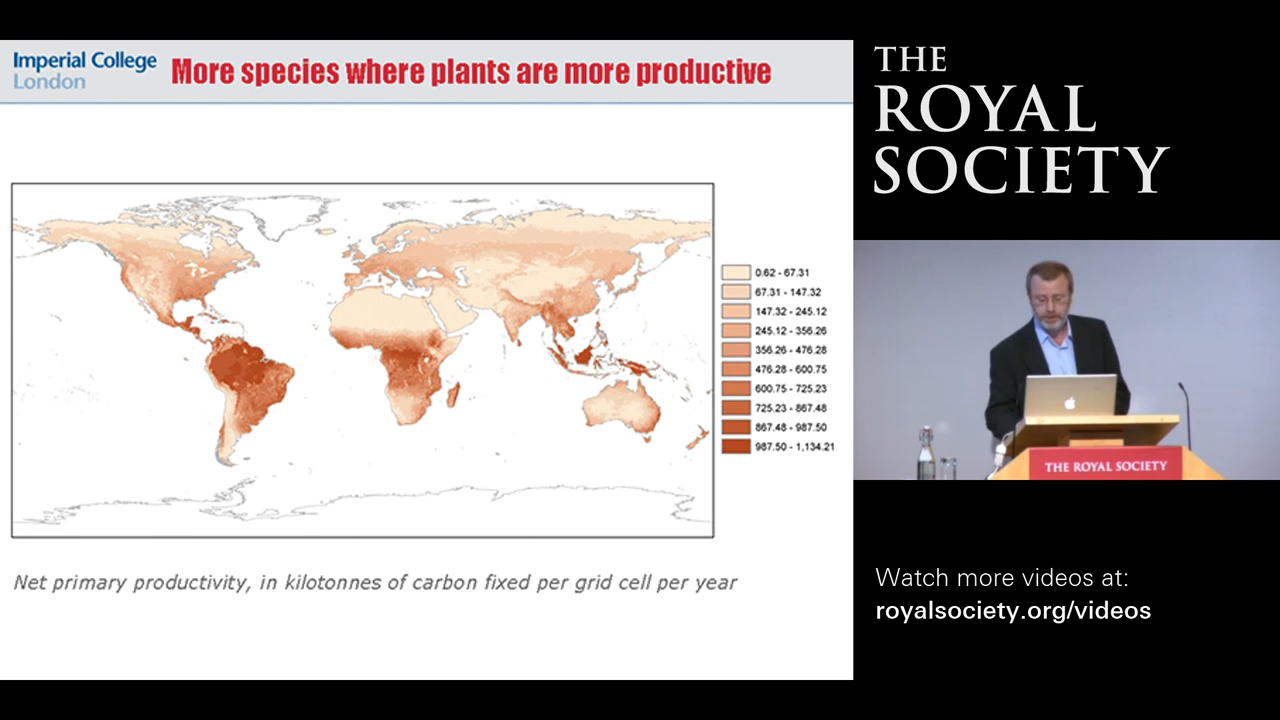 Imperial College
London
More species where plants are more productive
0.62 - 67.31
67.31 - 147.32
147.32 - 245.12
245.12 - 356.26
356.26 - 476.28
476.28 - 600.75
600.75 - 725.23
725.23 - 867.48
867.48 - 987.50
987.50 - 1,134.21
Net primary productivity, in kilotonnes of carbon fixed per grid cell per year
THE
ROYAL
SOCIETY
THE ROYAL SOCIETY
Watch more videos at:
royalsociety.org/videos